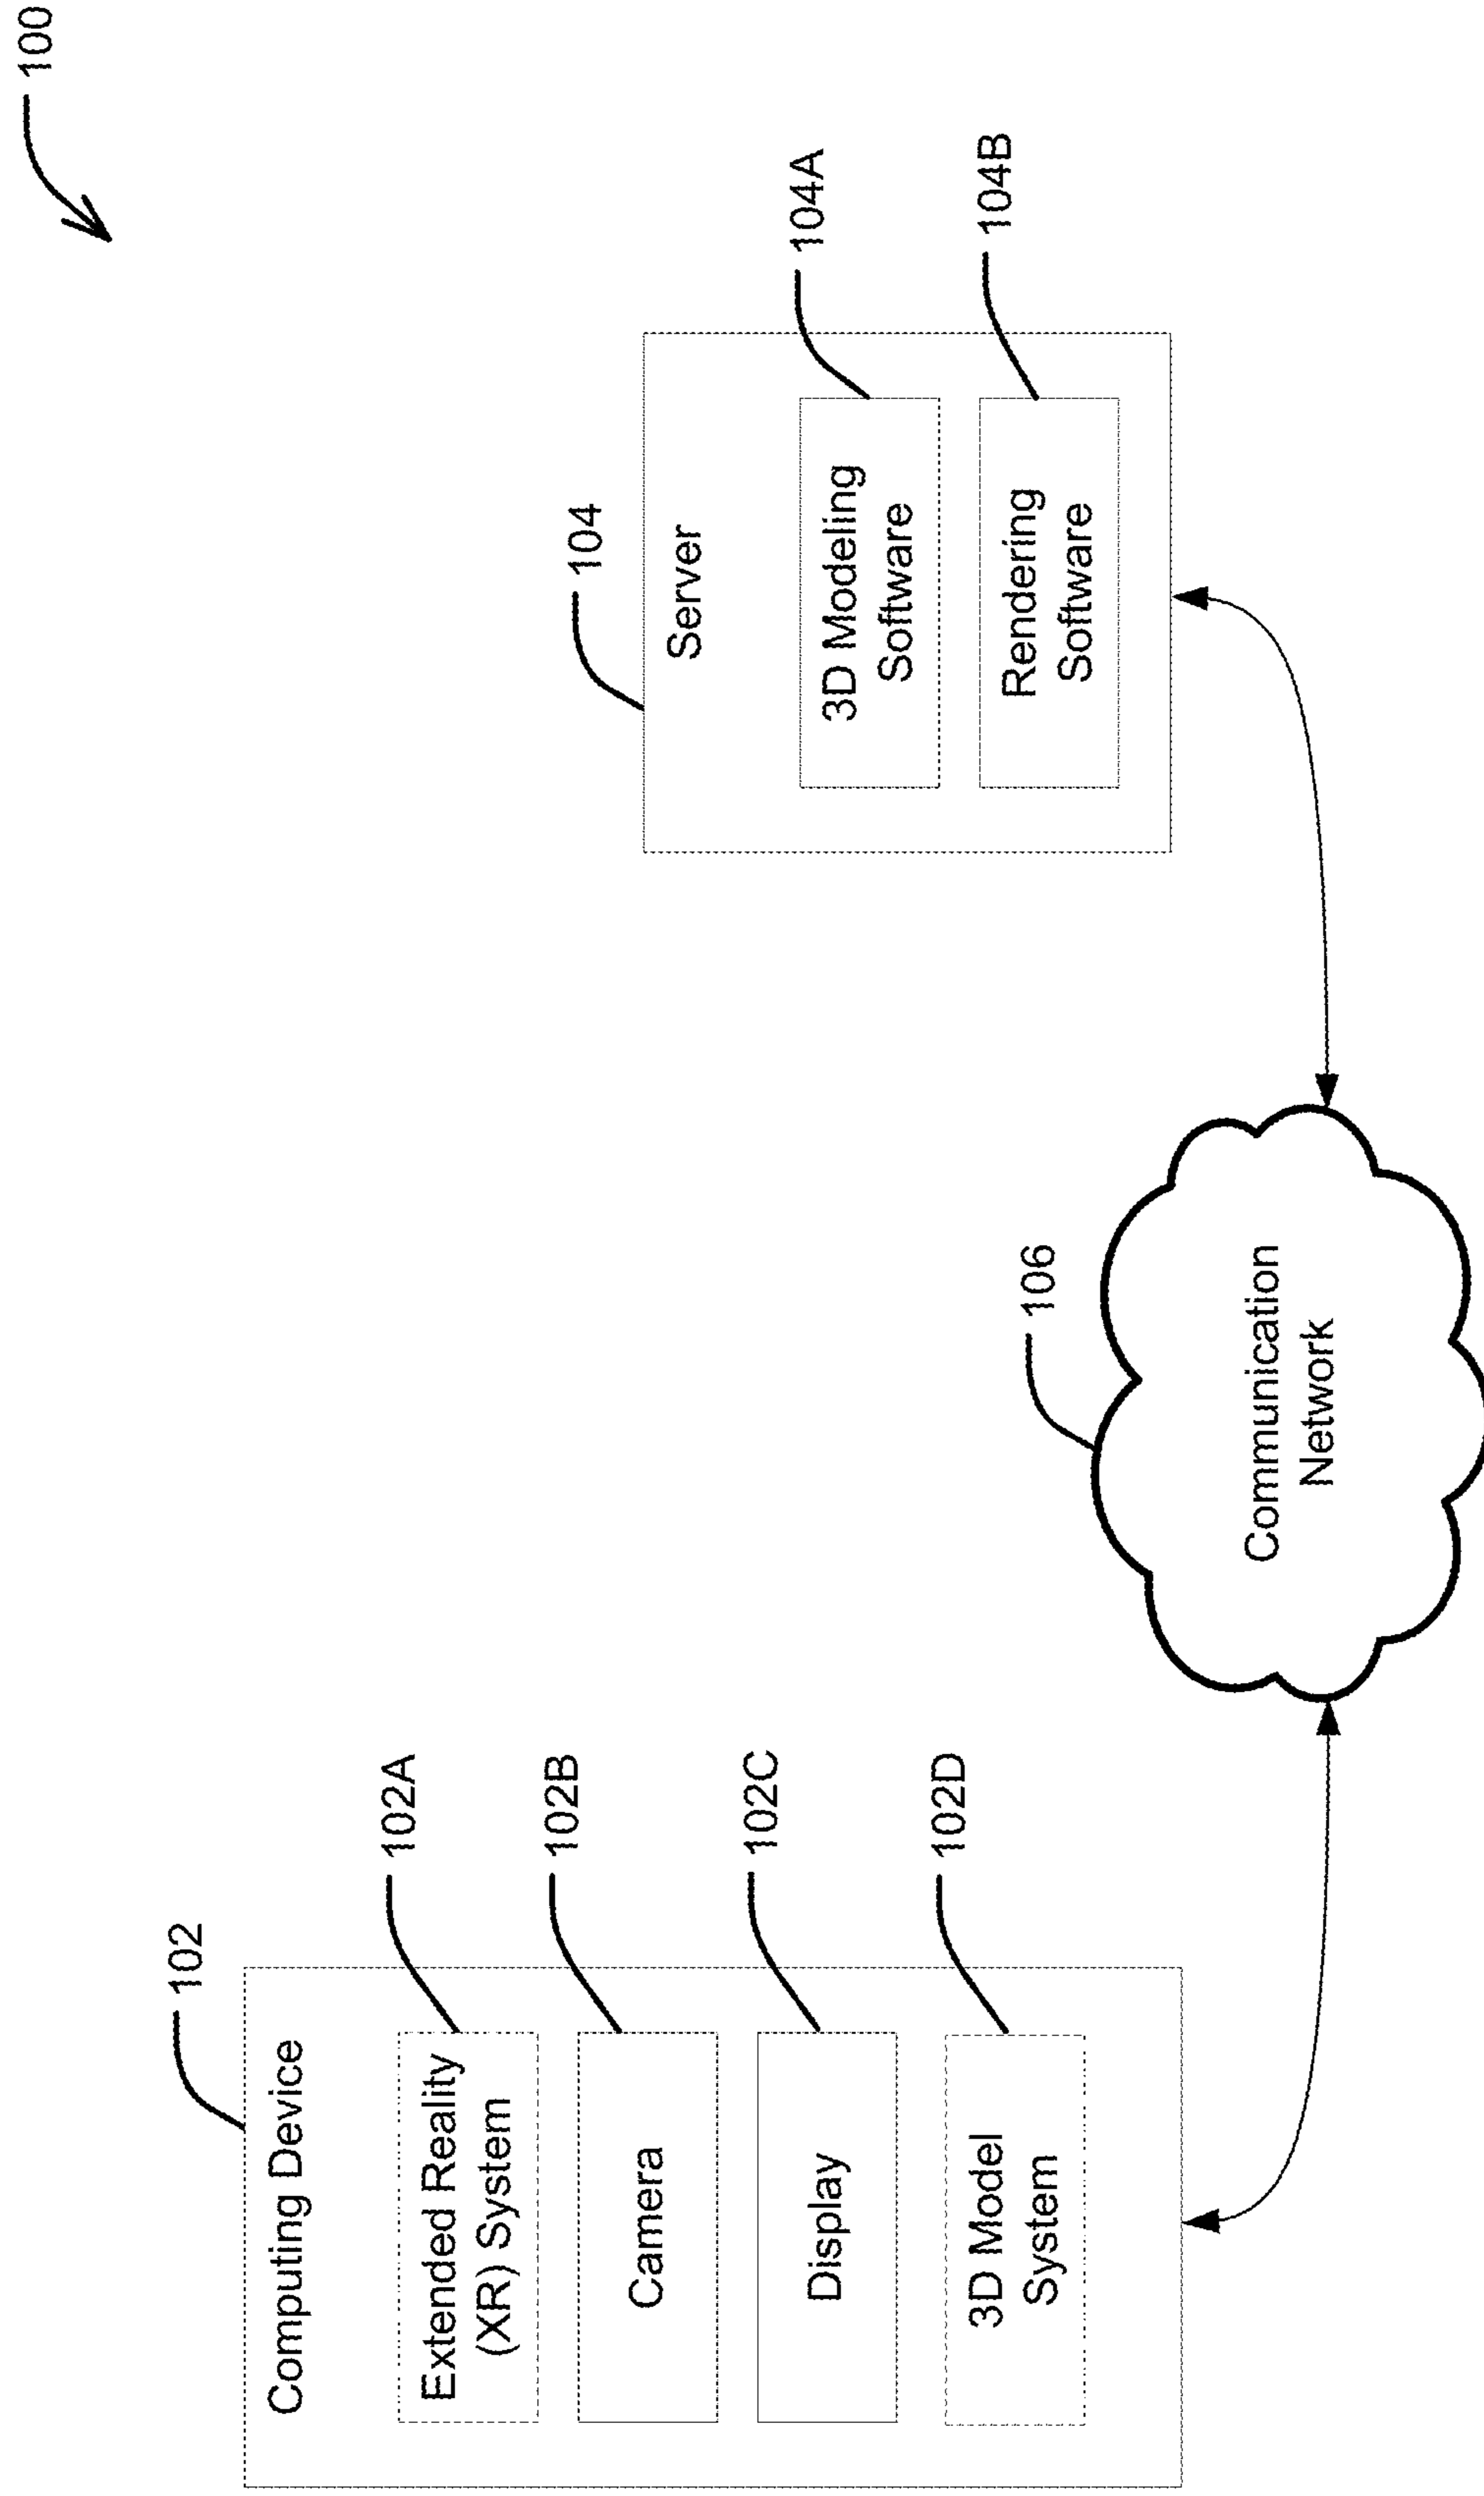 100
102
Computing Device
102A
Extended Reality
(XR) System
102B
Camera
102C
Display
102D
3D Model
System
106
Communication
Network
104
Server
104A
3D Modeling
Software
104B
Rendering
Software